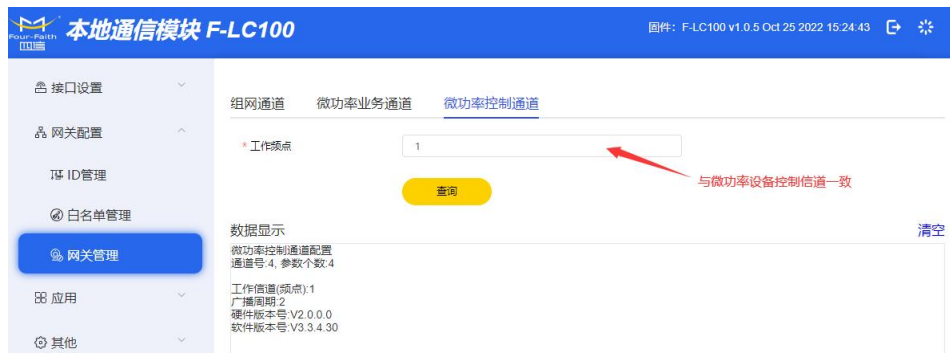 Four-Faith
四信
本地通信模块 F-LC100
固件：F-LC100 v1.0.5 Oct 25 2022 15:24:43
接口设置
网关配置
ID管理
白名单管理
网关管理
应用
其他
组网通道 微功率业务通道 微功率控制通道
* 工作频点 1
与微功率设备控制信道一致
查询
数据显示 清空
微功率控制通道配置
通道号:4, 参数个数:4
工作信道(频点):1
广播周期:2
硬件版本号:V2.0.0.0
软件版本号:V3.3.4.30